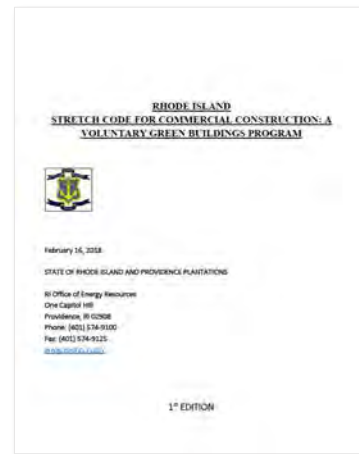 RHODE ISLAND
STRETCH CODE FOR COMMERCIAL CONSTRUCTION: A
VOLUNTARY GREEN BUILDINGS PROGRAM
February 16, 2018
STATE OF RHODE ISLAND AND PROVIDENCE PLANTATIONS
RI Office of Energy Resources
One Capitol Hill
Providence, RI 02908
Phone: (401) 574-9100
Fax: (401) 574-9125
1st EDITION